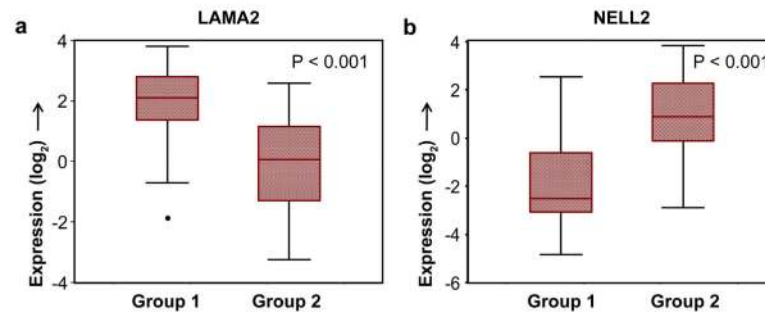 a
LAMA2
4
2
0
-2
-4
Expression (log2) →
P < 0.001
Group 1
Group 2
b
NELL2
4
2
0
-2
-4
-6
Expression (log2) →
P < 0.001
Group 1
Group 2